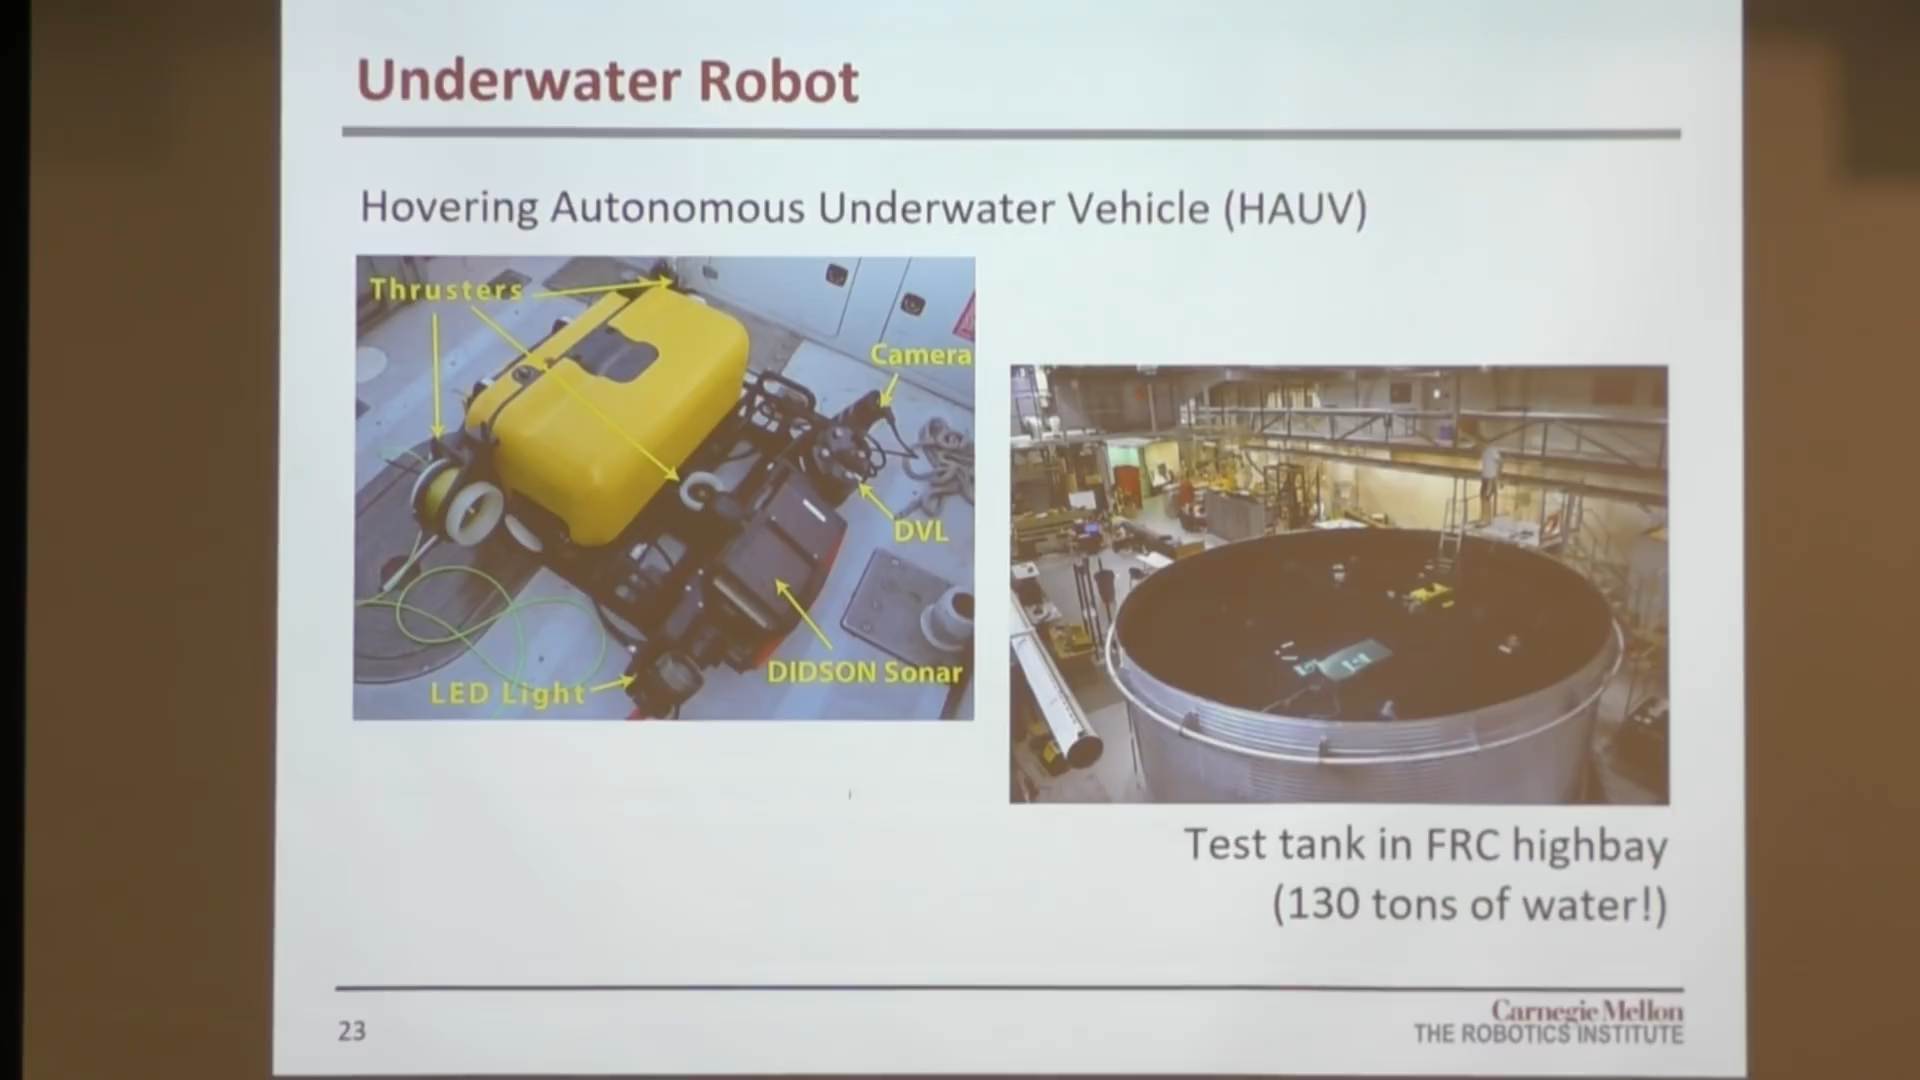 Underwater Robot
Hovering Autonomous Underwater Vehicle (HAUV)
Thrusters
Camera
DVL
DIDSON Sonar
LED Light
Test tank in FRC highbay
(130 tons of water!)
23
Carnegie Mellon
THE ROBOTICS INSTITUTE